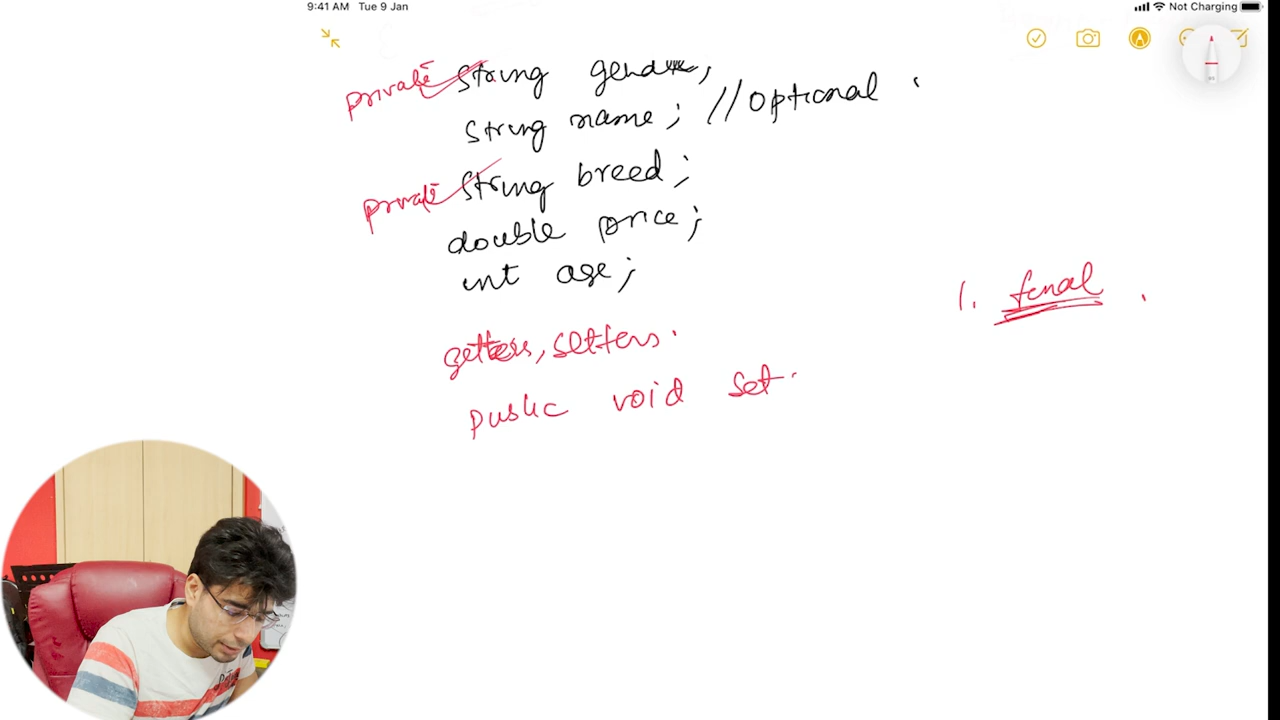 9:41 AM Tue 9 Jan
Not Charging
private String gender;
String name; // Optional
private String breed;
double price;
int age;
1. final
getters, setters.
public void set